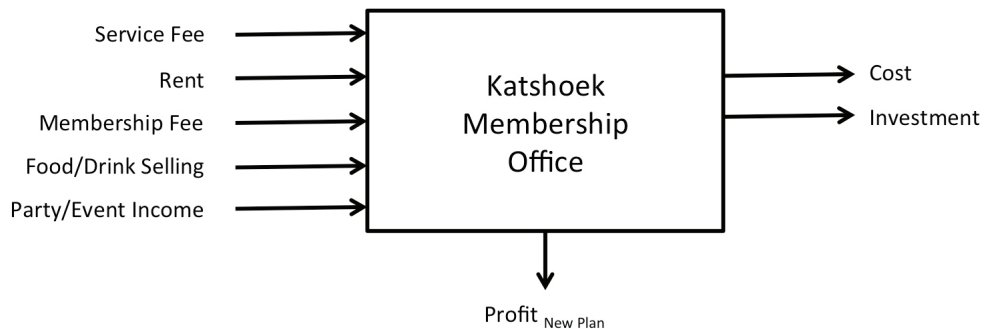 Service Fee
Rent
Membership Fee
Food/Drink Selling
Party/Event Income
Katshoek
Membership
Office
Cost
Investment
Profit New Plan